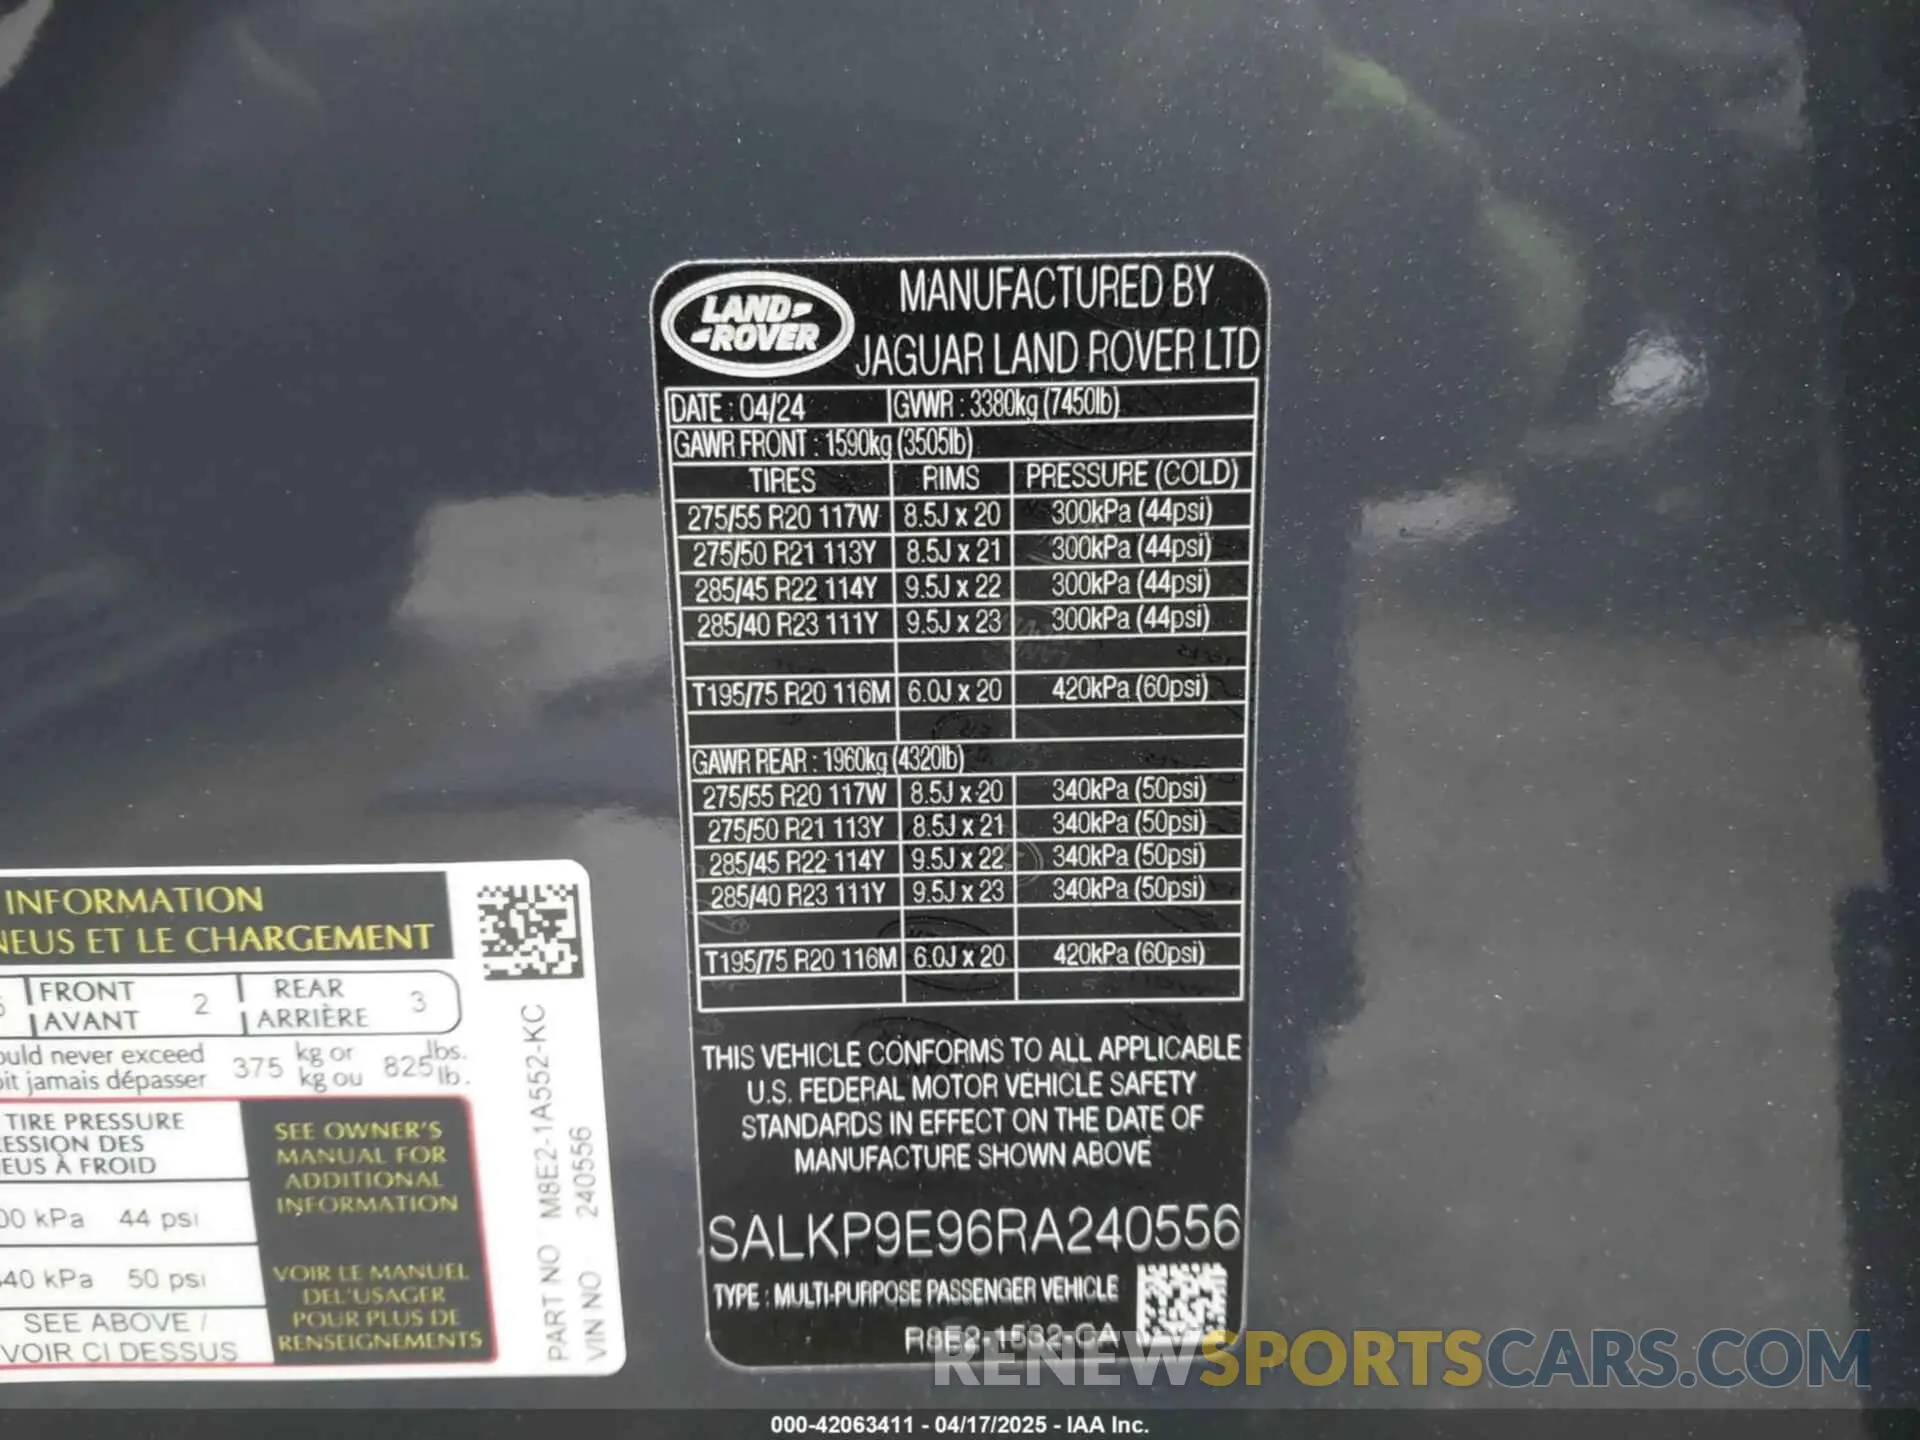 LAND
ROVER
MANUFACTURED BY
JAGUAR LAND ROVER LTD
DATE : 04/24 GVWR : 3380kg (7450lb)
GAWR FRONT : 1590kg (3505lb)
TIRES RIMS PRESSURE (COLD)
275/55 R20 117W 8.5J x 20 300kPa (44psi)
275/50 R21 113Y 8.5J x 21 300kPa (44psi)
285/45 R22 114Y 9.5J x 22 300kPa (44psi)
285/40 R23 111Y 9.5J x 23 300kPa (44psi)
T195/75 R20 116M 6.0J x 20 420kPa (60psi)
GAWR REAR : 1960kg (4320lb)
275/55 R20 117W 8.5J x 20 340kPa (50psi)
275/50 R21 113Y 8.5J x 21 340kPa (50psi)
285/45 R22 114Y 9.5J x 22 340kPa (50psi)
285/40 R23 111Y 9.5J x 23 340kPa (50psi)
T195/75 R20 116M 6.0J x 20 420kPa (60psi)
THIS VEHICLE CONFORMS TO ALL APPLICABLE
U.S. FEDERAL MOTOR VEHICLE SAFETY
STANDARDS IN EFFECT ON THE DATE OF
MANUFACTURE SHOWN ABOVE
SALKP9E96RA240556
TYPE : MULTI-PURPOSE PASSENGER VEHICLE
R8E2-1532-CA
INFORMATION
NEUS ET LE CHARGEMENT
FRONT 2 REAR 3
AVANT ARRIÈRE
ould never exceed 375 kg or 825 lbs.
oit jamais dépasser kg ou lb.
TIRE PRESSURE
ESSION DES
EUS À FROID
00 kPa 44 psi
40 kPa 50 psi
SEE ABOVE /
VOIR CI DESSUS
SEE OWNER'S
MANUAL FOR
ADDITIONAL
INFORMATION
VOIR LE MANUEL
DEL'USAGER
POUR PLUS DE
RENSEIGNEMENTS
PART NO M8E2-1A552-KC
VIN NO 240556
RENEWSPORTSCARS.COM
000-42063411 - 04/17/2025 - IAA Inc.